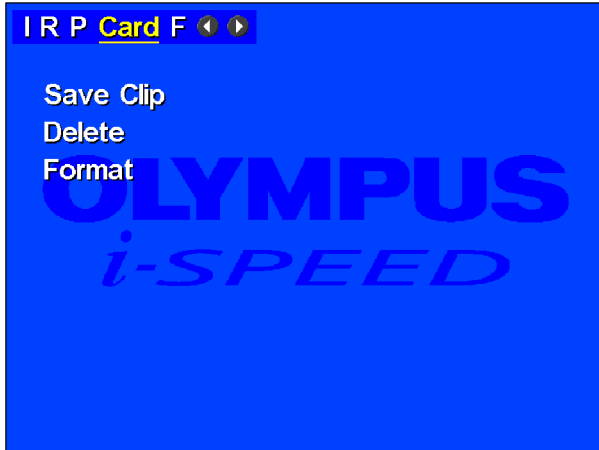 I R P Card F
Save Clip
Delete
Format
OLYMPUS
i-SPEED